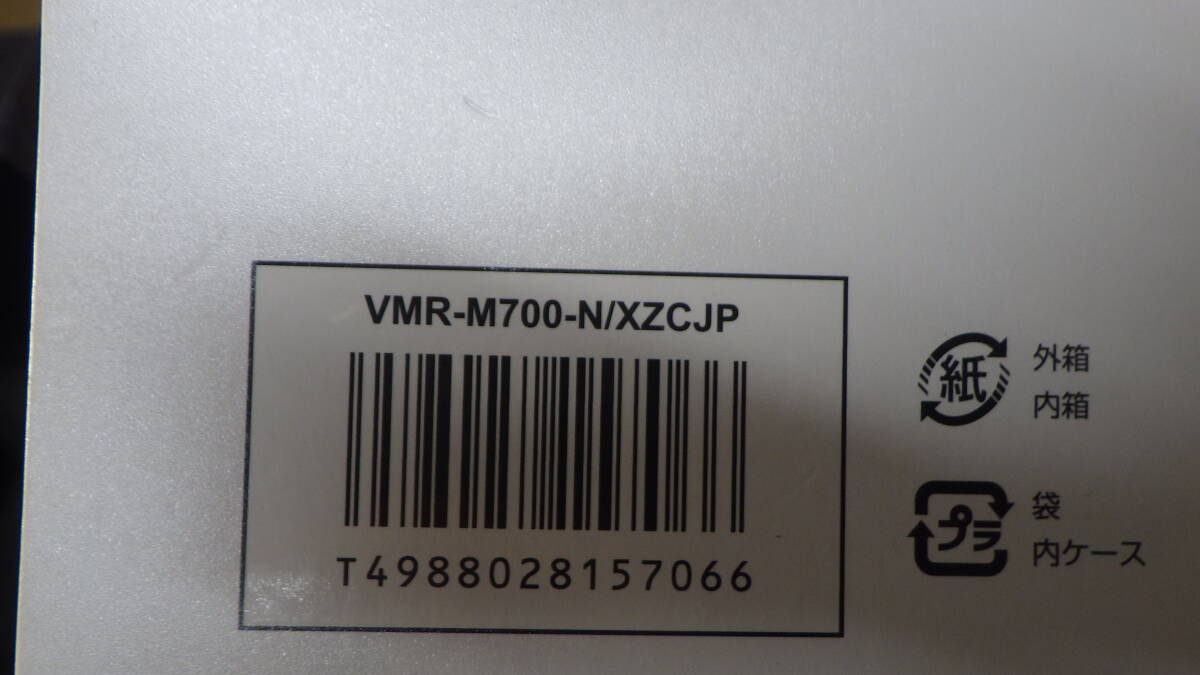 VMR-M700-N/XZCJP
T4988028157066
紙
外箱
内箱
プラ
袋
内ケース